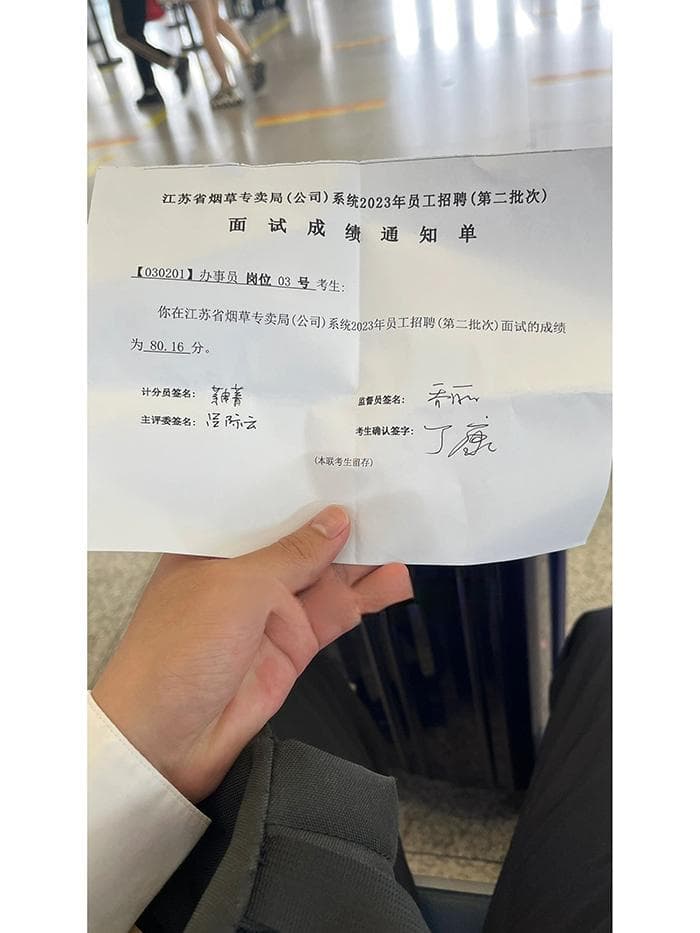 江苏省烟草专卖局(公司)系统2023年员工招聘(第二批次)
面试成绩通知单
【030201】办事员 岗位 03 号考生:
你在江苏省烟草专卖局(公司)系统2023年员工招聘(第二批次)面试的成绩
为 80.16 分。
计分员签名:
监督员签名:
主评委签名:
考生确认签字: 丁康
(本联考生留存)